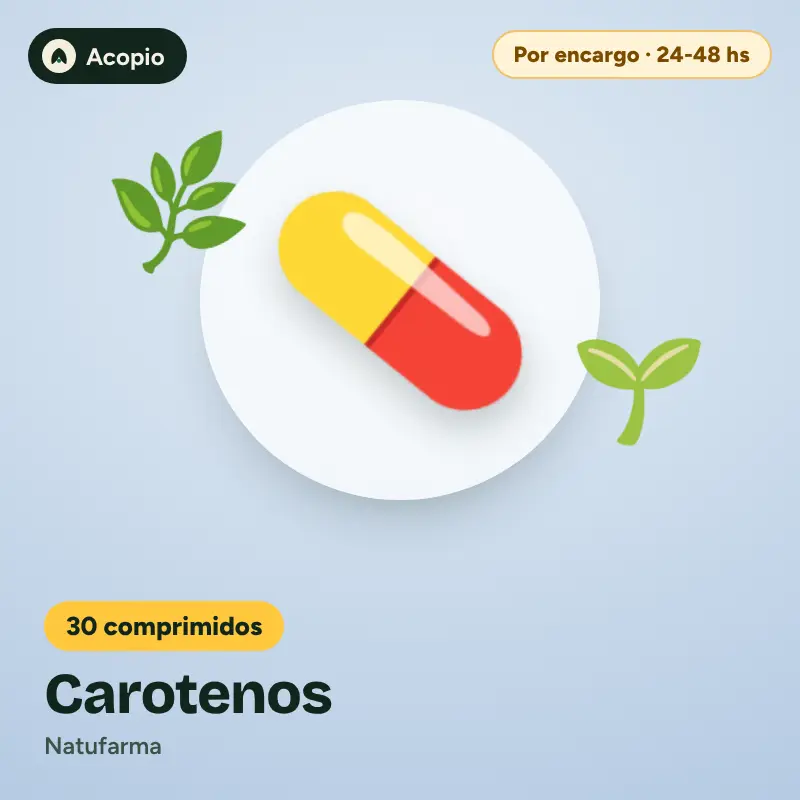 Acopio
Por encargo · 24-48 hs
30 comprimidos
Carotenos
Natufarma